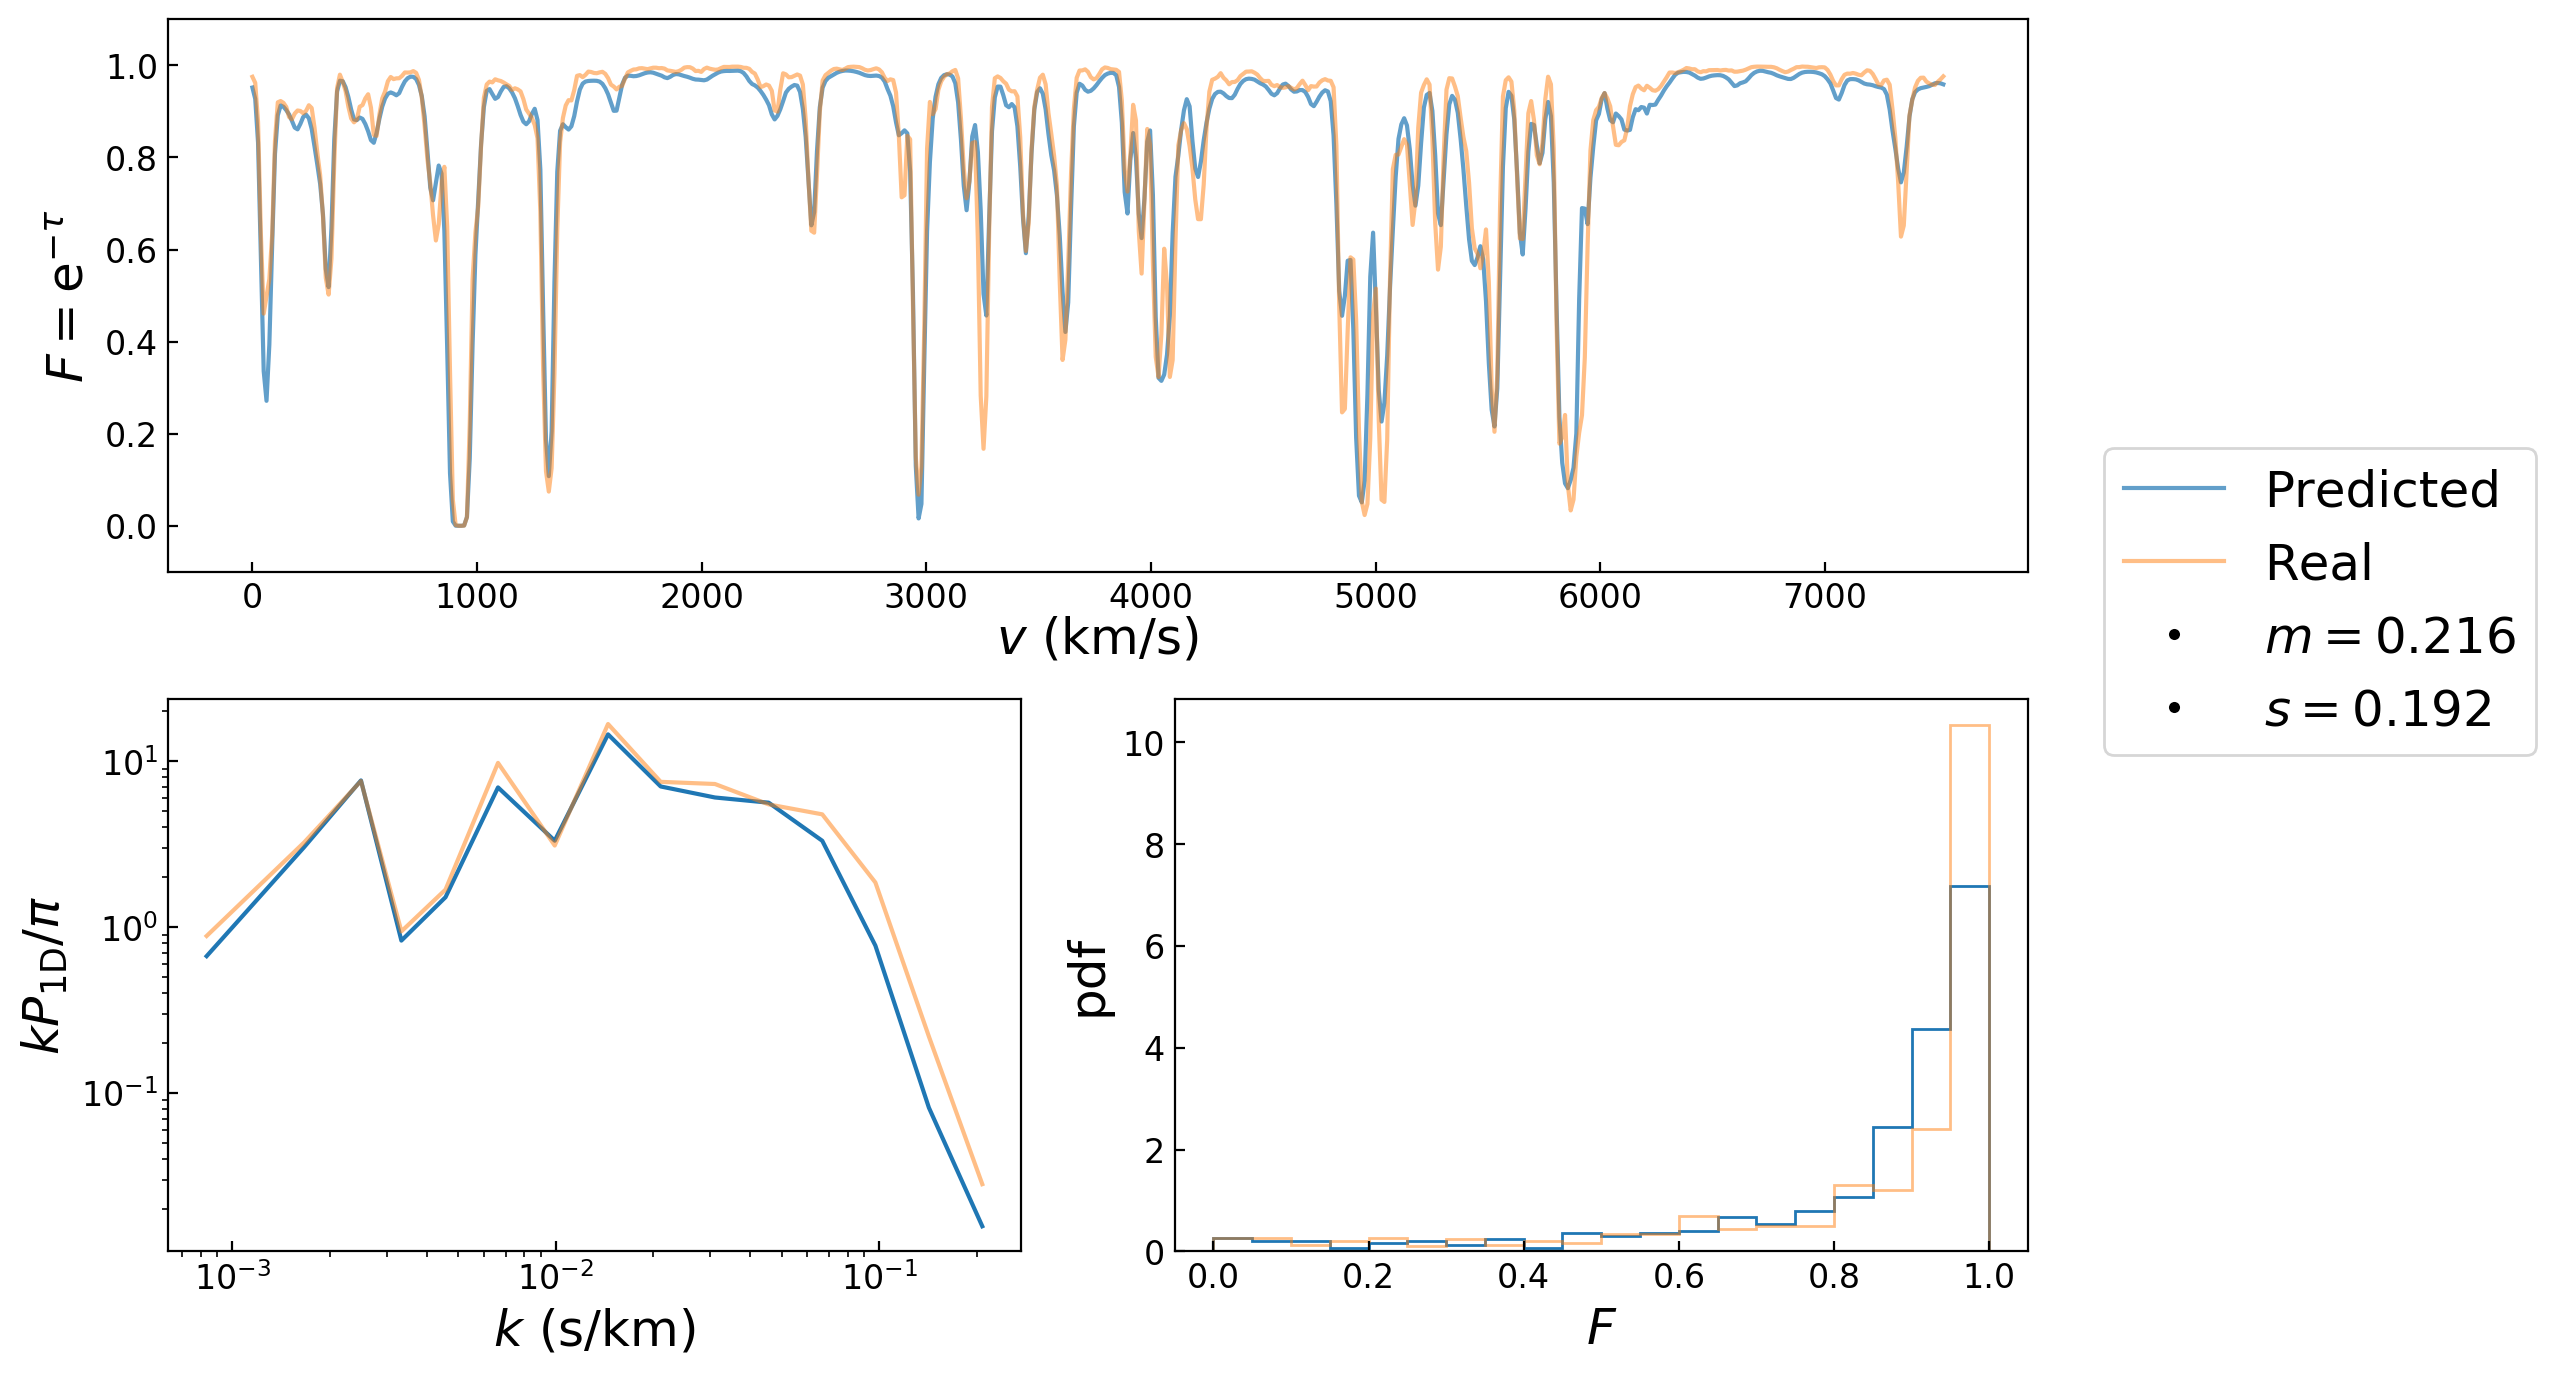 1.0
0.8
0.6
0.4
0.2
0.0
F = e^{−τ}
0 1000 2000 3000 4000 5000 6000 7000
v (km/s)
Predicted
Real
m = 0.216
s = 0.192
10^1
10^0
10^{−1}
kP_{1D}/π
10^{−3} 10^{−2} 10^{−1}
k (s/km)
10
8
6
4
2
0
pdf
0.0 0.2 0.4 0.6 0.8 1.0
F